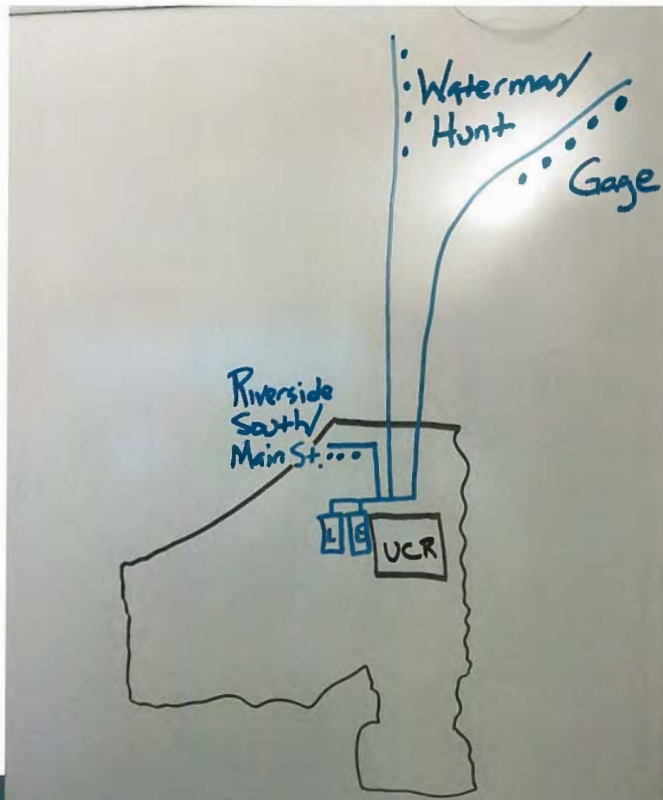 Waterman/
Hunt
Gage
Riverside
South/
Main St.
L
E
UCR